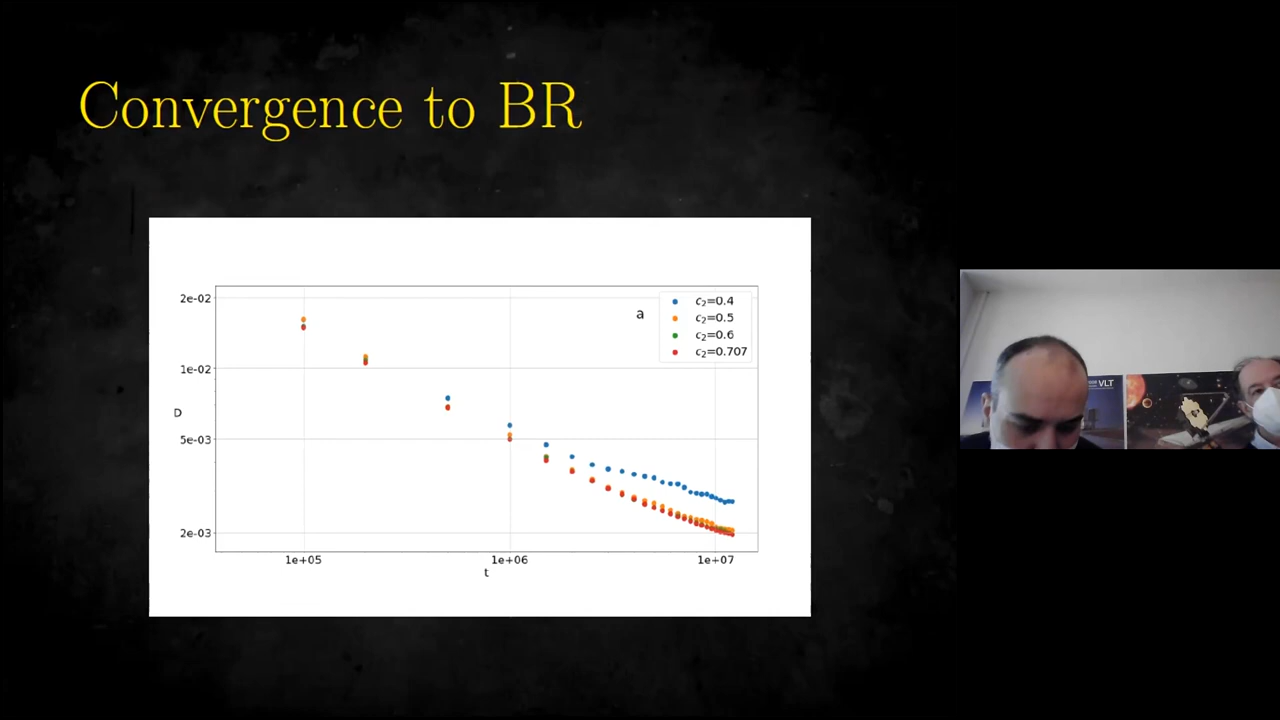 Convergence to BR
a
c₂=0.4
c₂=0.5
c₂=0.6
c₂=0.707
2e-02
1e-02
D
5e-03
2e-03
1e+05 1e+06 1e+07
t
VLT